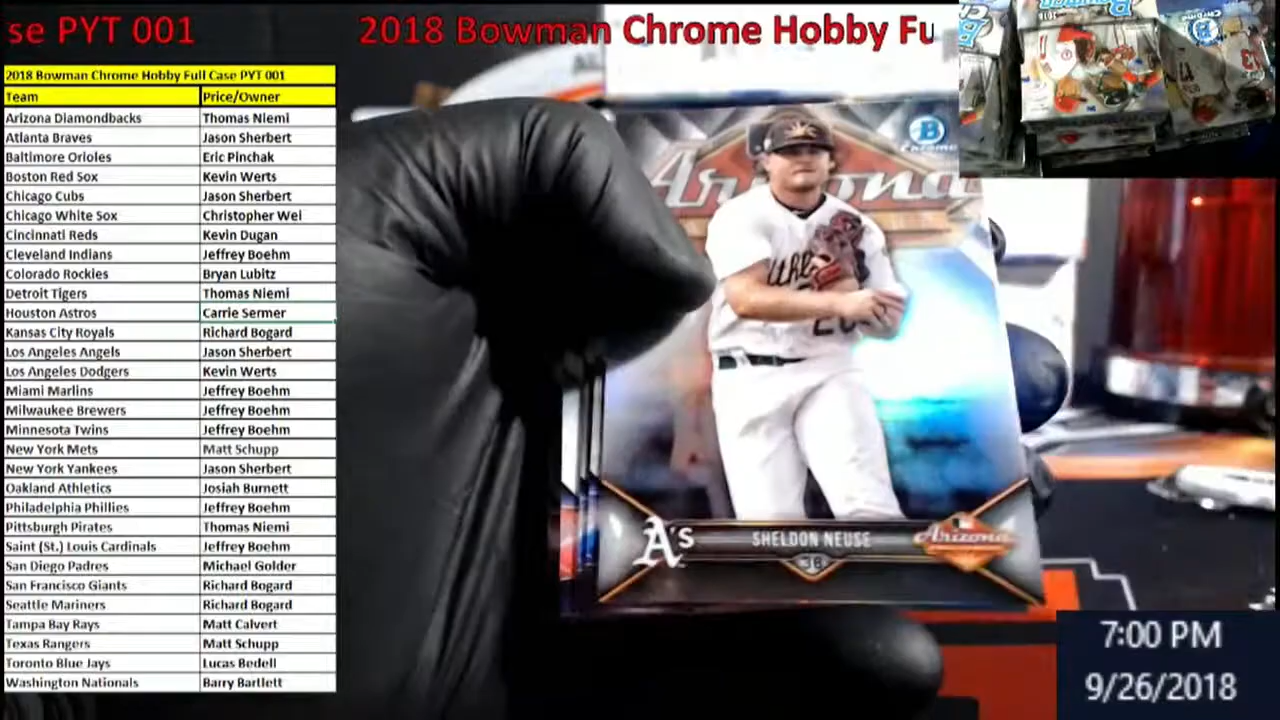 se PYT 001 2018 Bowman Chrome Hobby Fu
2018 Bowman Chrome Hobby Full Case PYT 001
Team Price/Owner
Arizona Diamondbacks Thomas Niemi
Atlanta Braves Jason Sherbert
Baltimore Orioles Eric Pinchak
Boston Red Sox Kevin Werts
Chicago Cubs Jason Sherbert
Chicago White Sox Christopher Wei
Cincinnati Reds Kevin Dugan
Cleveland Indians Jeffrey Boehm
Colorado Rockies Bryan Lubitz
Detroit Tigers Thomas Niemi
Houston Astros Carrie Sermer
Kansas City Royals Richard Bogard
Los Angeles Angels Jason Sherbert
Los Angeles Dodgers Kevin Werts
Miami Marlins Jeffrey Boehm
Milwaukee Brewers Jeffrey Boehm
Minnesota Twins Jeffrey Boehm
New York Mets Matt Schupp
New York Yankees Jason Sherbert
Oakland Athletics Josiah Burnett
Philadelphia Phillies Jeffrey Boehm
Pittsburgh Pirates Thomas Niemi
Saint (St.) Louis Cardinals Jeffrey Boehm
San Diego Padres Michael Golder
San Francisco Giants Richard Bogard
Seattle Mariners Richard Bogard
Tampa Bay Rays Matt Calvert
Texas Rangers Matt Schupp
Toronto Blue Jays Lucas Bedell
Washington Nationals Barry Bartlett
B
Chrome
Arizona
A's
SHELDON NEUSE
Arizona
7:00 PM
9/26/2018